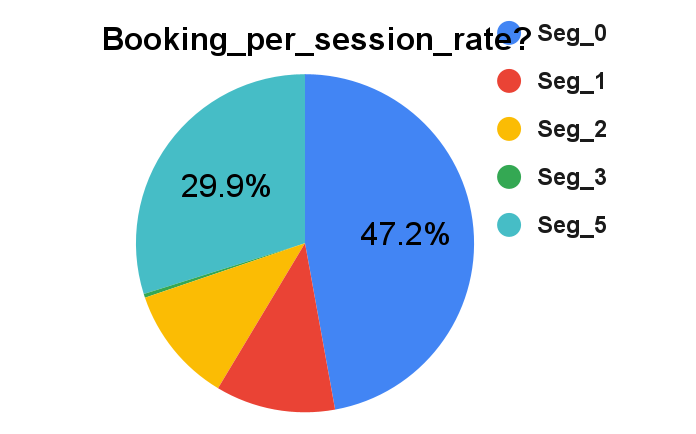 Booking_per_session_rate?
Seg_0
Seg_1
Seg_2
Seg_3
Seg_5
29.9%
47.2%